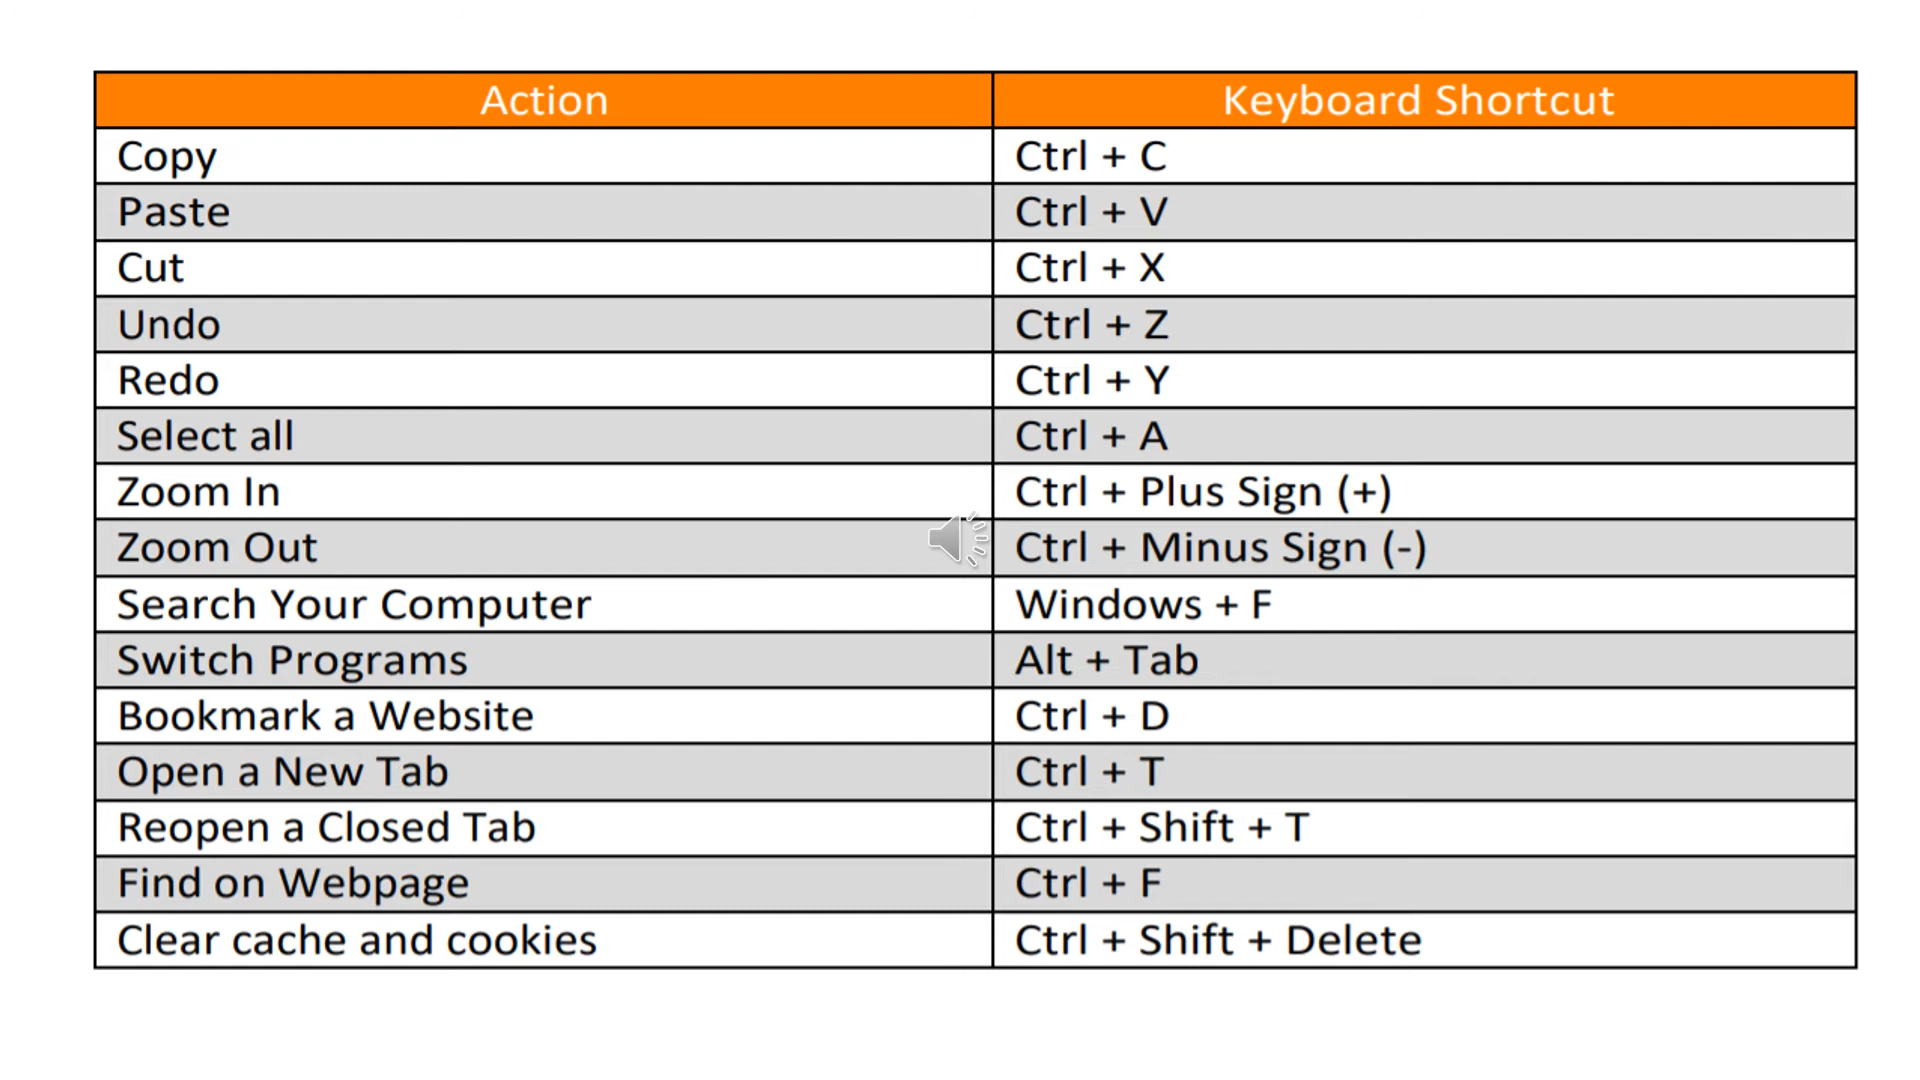 Action Keyboard Shortcut
Copy Ctrl + C
Paste Ctrl + V
Cut Ctrl + X
Undo Ctrl + Z
Redo Ctrl + Y
Select all Ctrl + A
Zoom In Ctrl + Plus Sign (+)
Zoom Out Ctrl + Minus Sign (-)
Search Your Computer Windows + F
Switch Programs Alt + Tab
Bookmark a Website Ctrl + D
Open a New Tab Ctrl + T
Reopen a Closed Tab Ctrl + Shift + T
Find on Webpage Ctrl + F
Clear cache and cookies Ctrl + Shift + Delete